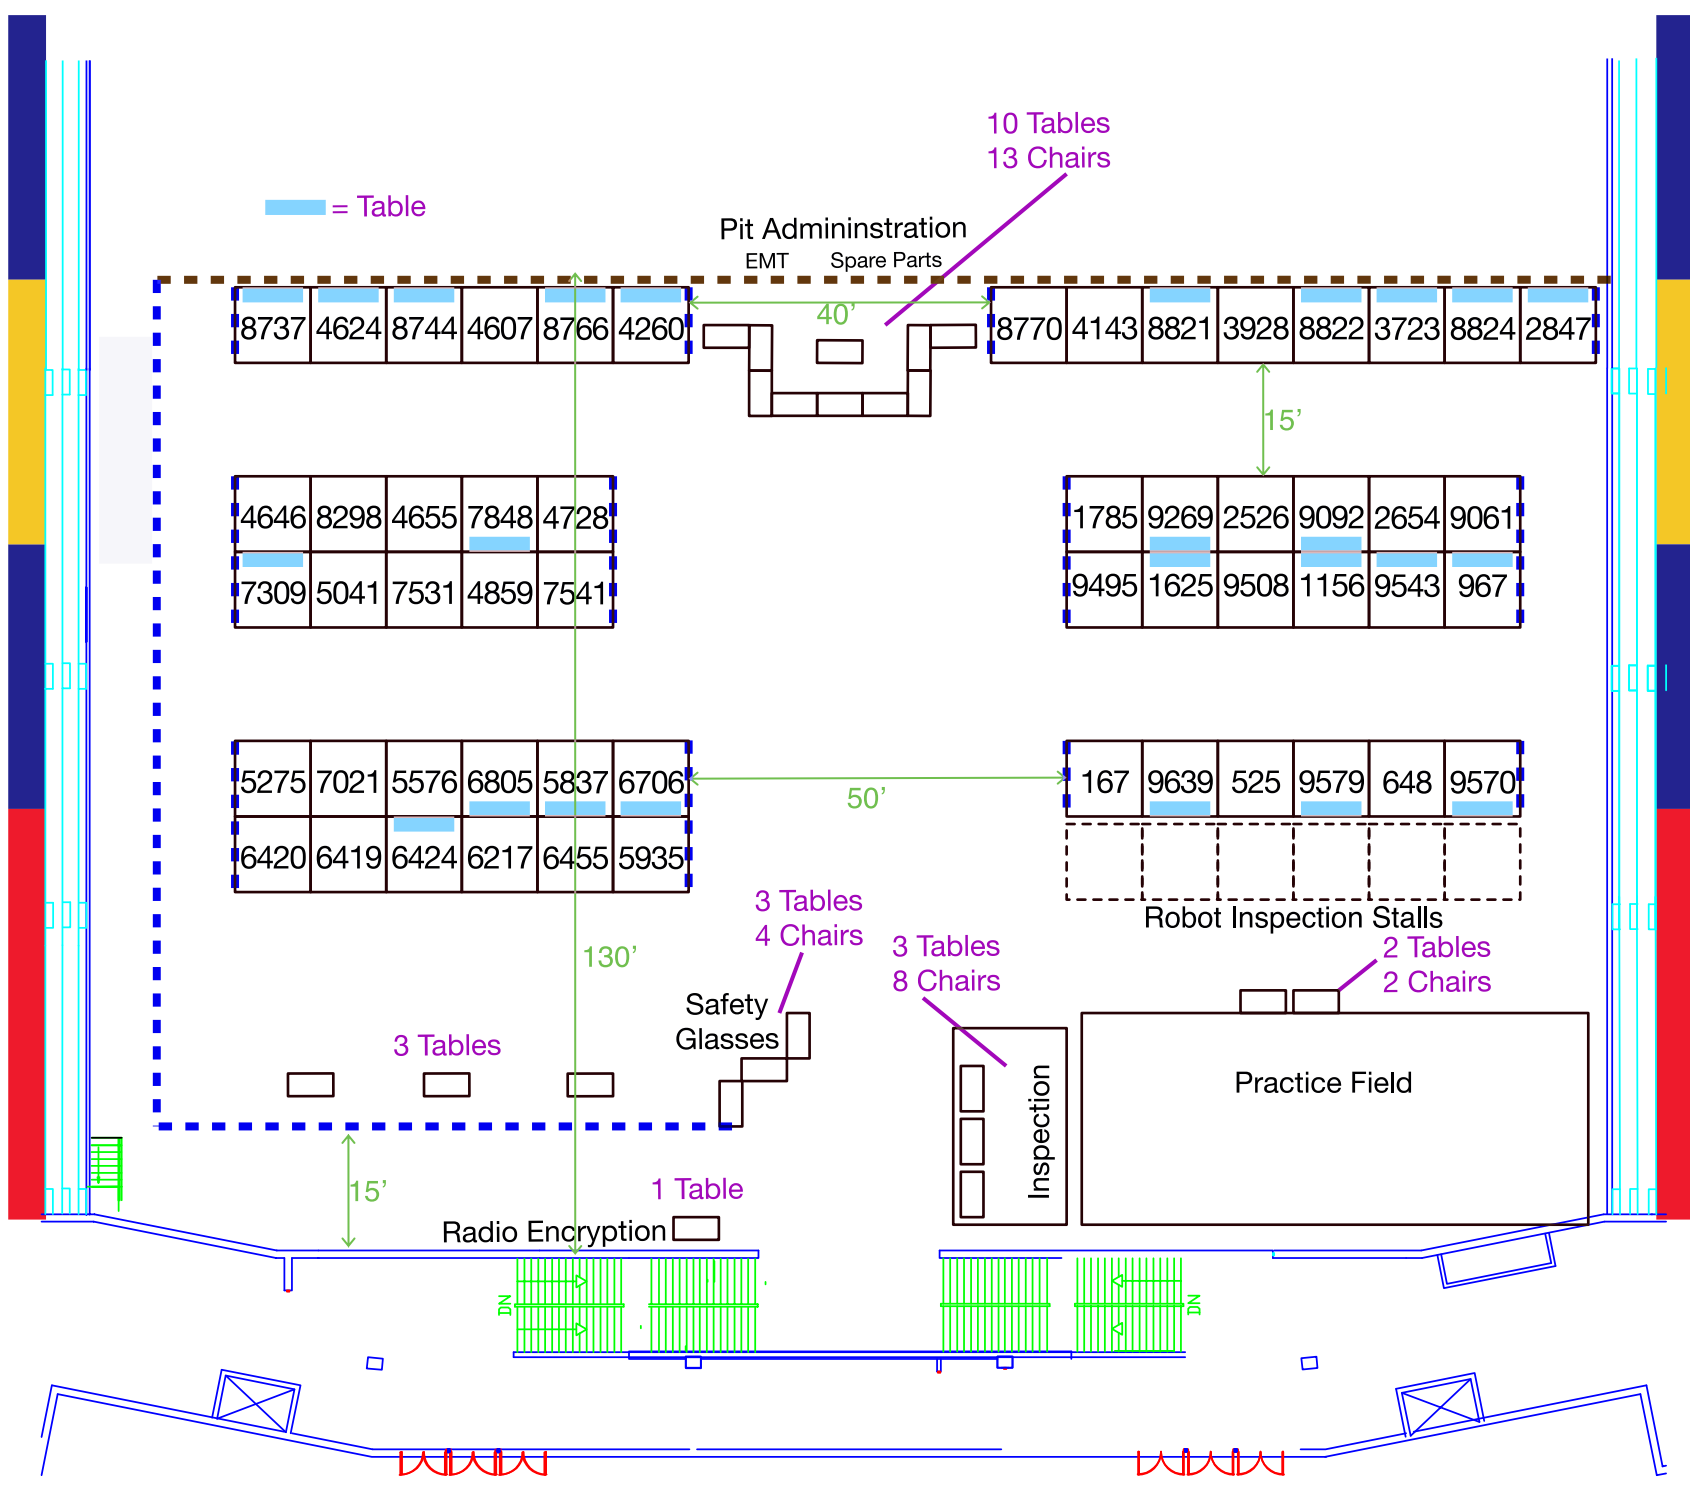 10 Tables
13 Chairs
= Table
Pit Admininstration
EMT Spare Parts
40’
8737 4624 8744 4607 8766 4260
8770 4143 8821 3928 8822 3723 8824 2847
15’
4646 8298 4655 7848 4728
1785 9269 2526 9092 2654 9061
7309 5041 7531 4859 7541
9495 1625 9508 1156 9543 967
5275 7021 5576 6805 5837 6706
167 9639 525 9579 648 9570
50’
6420 6419 6424 6217 6455 5935
Robot Inspection Stalls
3 Tables
4 Chairs
3 Tables
8 Chairs
2 Tables
2 Chairs
130’
Safety
Glasses
3 Tables
Practice Field
Inspection
15’
1 Table
Radio Encryption
DN
DN